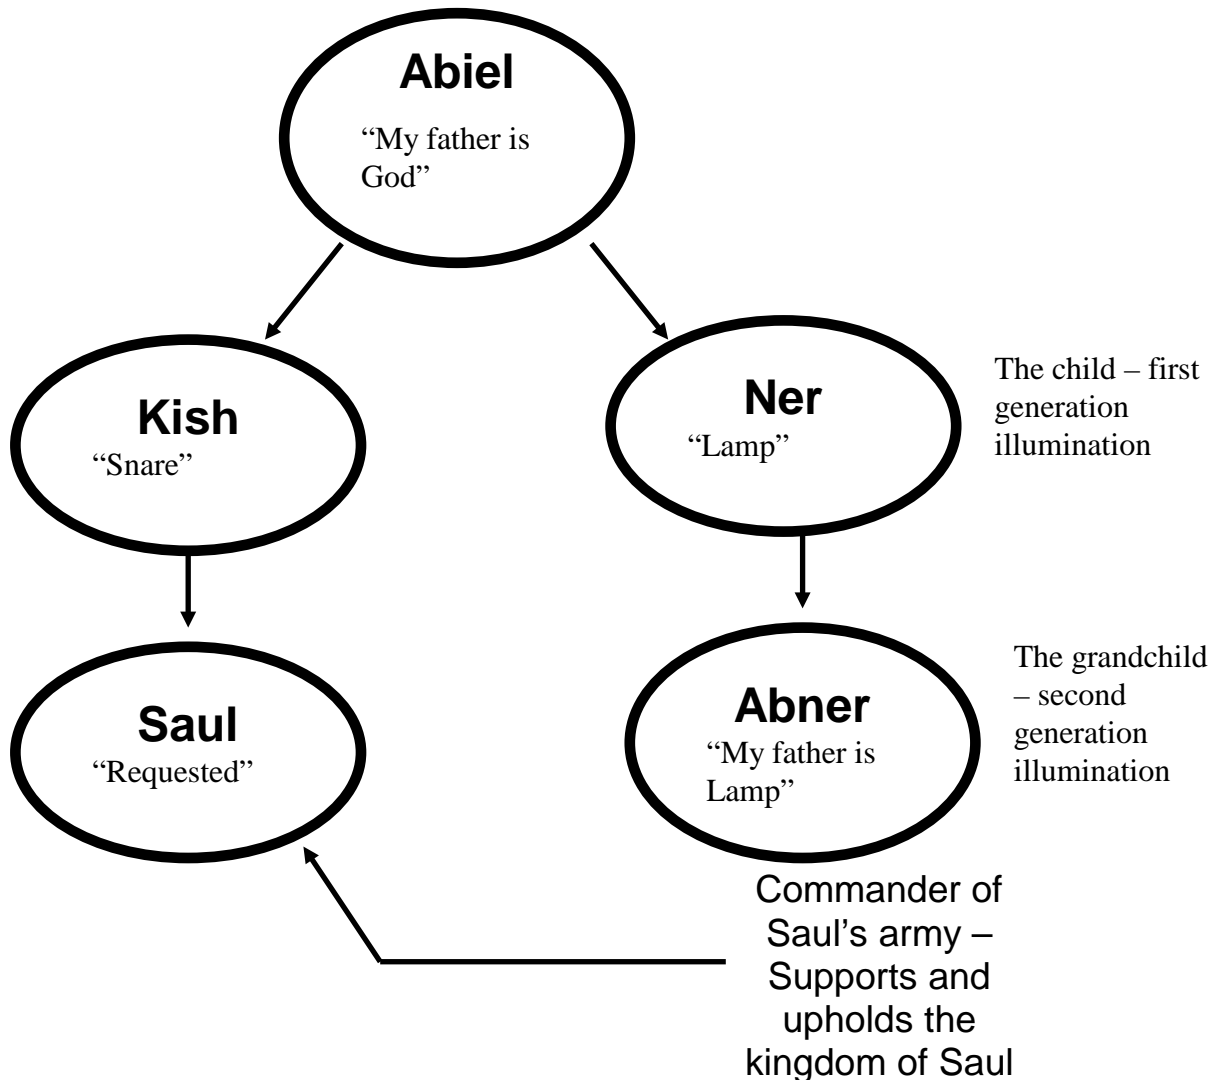 Abiel
“My father is
God”
Kish
“Snare”
Ner
“Lamp”
The child – first
generation
illumination
Saul
“Requested”
Abner
“My father is
Lamp”
The grandchild
– second
generation
illumination
Commander of
Saul’s army –
Supports and
upholds the
kingdom of Saul